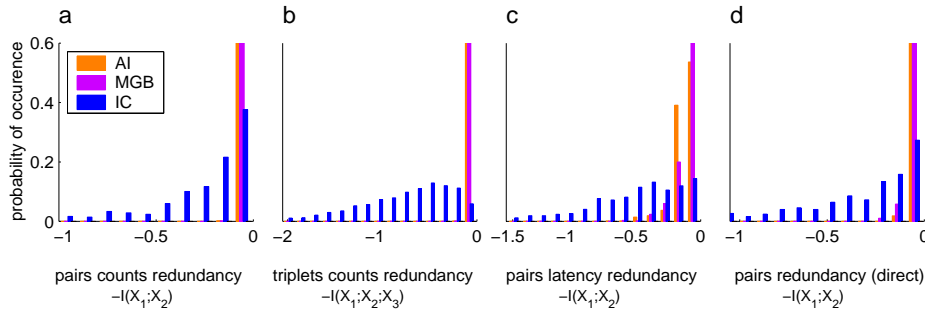 a
b
c
d
probability of occurence
0.6
0.4
0.2
0
AI
MGB
IC
−1 −0.5 0
−2 −1 0
−1.5 −1 −0.5 0
−1 −0.5 0
pairs counts redundancy
−I(X1;X2)
triplets counts redundancy
−I(X1;X2;X3)
pairs latency redundancy
−I(X1;X2)
pairs redundancy (direct)
−I(X1;X2)